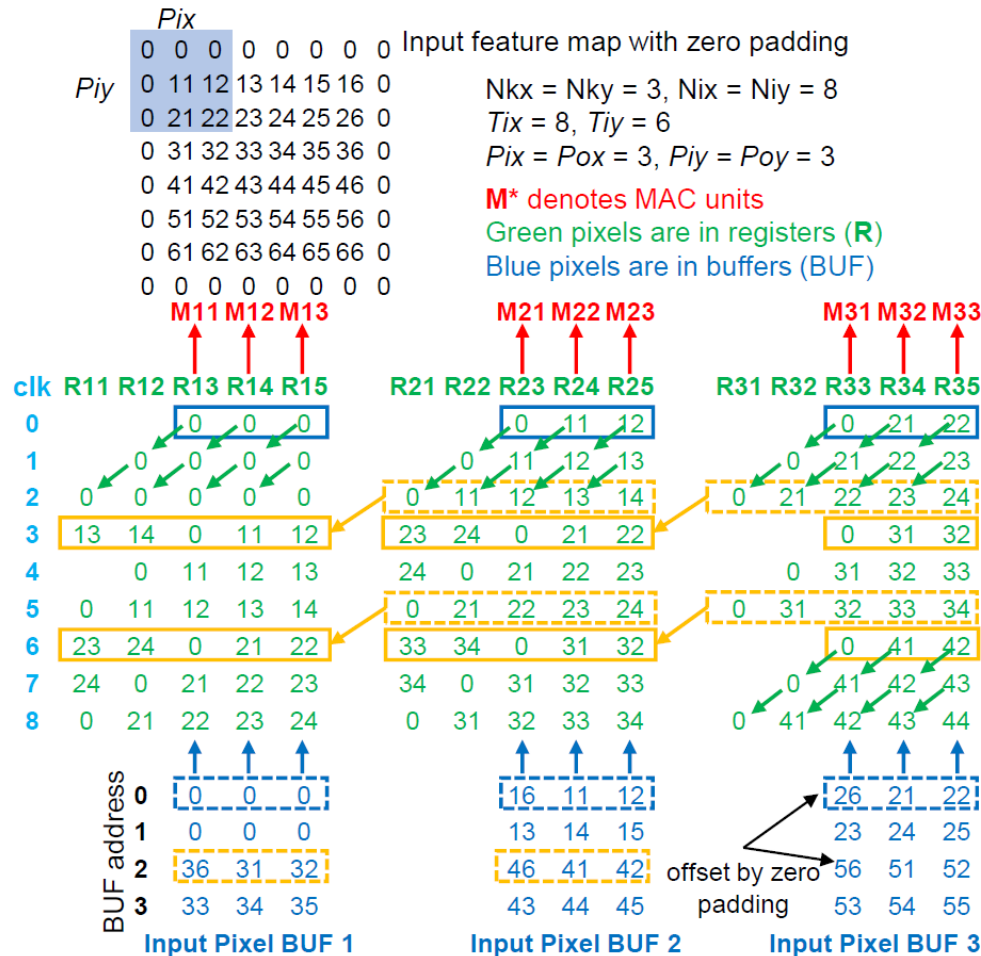 Pix
0 0 0 0 0 0 0 0 Input feature map with zero padding
Piy 0 11 12 13 14 15 16 0 Nkx = Nky = 3, Nix = Niy = 8
0 21 22 23 24 25 26 0 Tix = 8, Tiy = 6
0 31 32 33 34 35 36 0 Pix = Pox = 3, Piy = Poy = 3
0 41 42 43 44 45 46 0 M* denotes MAC units
0 51 52 53 54 55 56 0 Green pixels are in registers (R)
0 61 62 63 64 65 66 0 Blue pixels are in buffers (BUF)
0 0 0 0 0 0 0 0
M11 M12 M13 M21 M22 M23 M31 M32 M33
clk R11 R12 R13 R14 R15 R21 R22 R23 R24 R25 R31 R32 R33 R34 R35
0 0 0 0 0 11 12 0 21 22
1 0 0 0 0 0 11 12 13 0 21 22 23
2 0 0 0 0 0 0 11 12 13 14 0 21 22 23 24
3 13 14 0 11 12 23 24 0 21 22 0 31 32
4 0 11 12 13 24 0 21 22 23 0 31 32 33
5 0 11 12 13 14 0 21 22 23 24 0 31 32 33 34
6 23 24 0 21 22 33 34 0 31 32 0 41 42
7 24 0 21 22 23 34 0 31 32 33 0 41 42 43
8 0 21 22 23 24 0 31 32 33 34 0 41 42 43 44
BUF address
0 0 0 0 16 11 12 26 21 22
1 0 0 0 13 14 15 23 24 25
2 36 31 32 46 41 42 offset by zero 56 51 52
3 33 34 35 43 44 45 padding 53 54 55
Input Pixel BUF 1 Input Pixel BUF 2 Input Pixel BUF 3